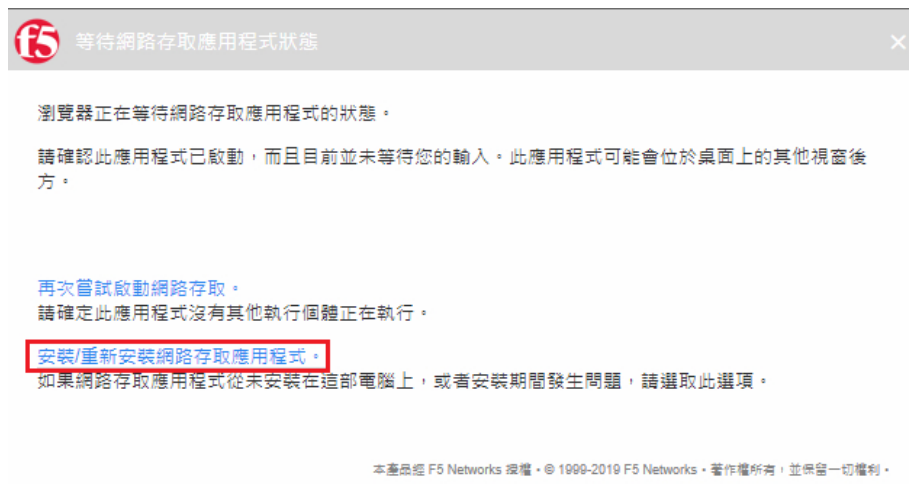 f5
等待網路存取應用程式狀態
瀏覽器正在等待網路存取應用程式的狀態。
請確認此應用程式已啟動，而且目前並未等待您的輸入。此應用程式可能會位於桌面上的其他視窗後
方。
再次嘗試啟動網路存取。
請確定此應用程式沒有其他執行個體正在執行。
安裝/重新安裝網路存取應用程式。
如果網路存取應用程式從未安裝在這部電腦上，或者安裝期間發生問題，請選取此選項。
本產品經 F5 Networks 授權。© 1999-2019 F5 Networks。著作權所有，並保留一切權利。